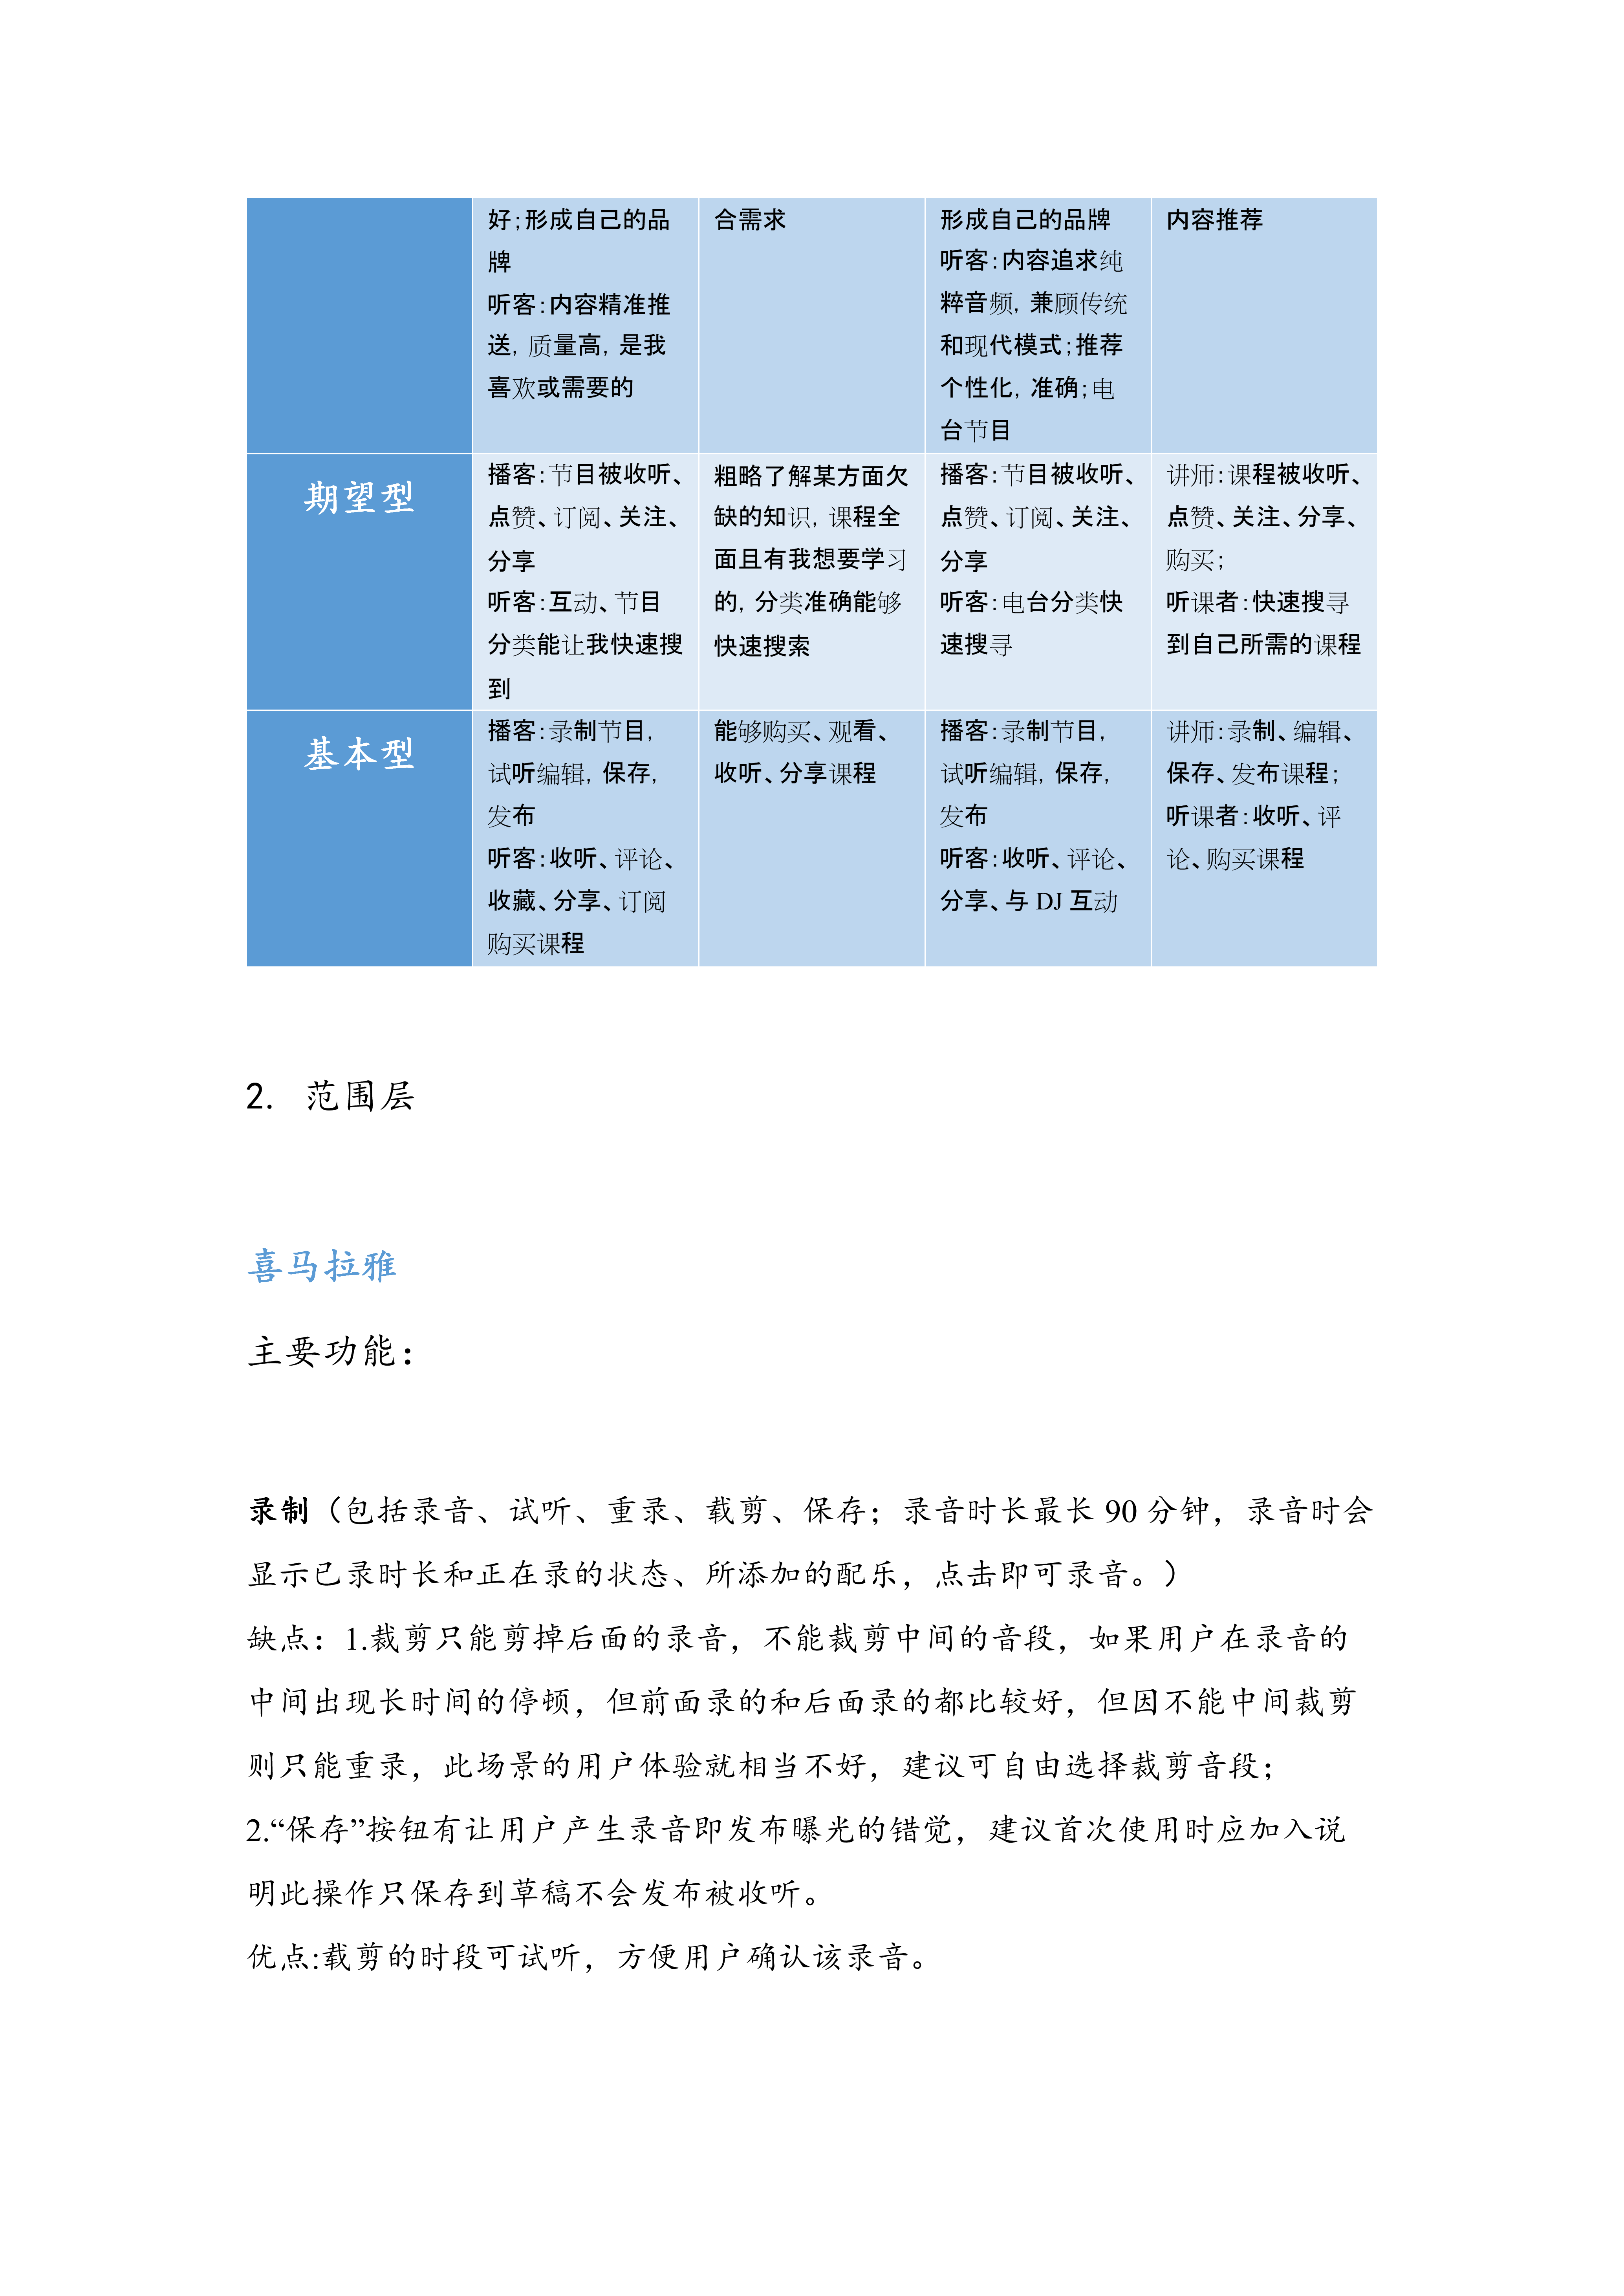 好;形成自己的品
牌
听客:内容精准推
送, 质量高, 是我
喜欢或需要的
合需求
形成自己的品牌
听客:内容追求纯
粹音频, 兼顾传统
和现代模式;推荐
个性化, 准确;电
台节目
内容推荐
期望型
播客:节目被收听、
点赞、订阅、关注、
分享
听客:互动、节目
分类能让我快速搜
到
粗略了解某方面欠
缺的知识, 课程全
面且有我想要学习
的, 分类准确能够
快速搜索
播客:节目被收听、
点赞、订阅、关注、
分享
听客:电台分类快
速搜寻
讲师:课程被收听、
点赞、关注、分享、
购买;
听课者:快速搜寻
到自己所需的课程
基本型
播客:录制节目,
试听编辑, 保存,
发布
听客:收听、评论、
收藏、分享、订阅
购买课程
能够购买、观看、
收听、分享课程
播客:录制节目,
试听编辑, 保存,
发布
听客:收听、评论、
分享、与 DJ 互动
讲师:录制、编辑、
保存、发布课程;
听课者:收听、评
论、购买课程
2. 范围层
喜马拉雅
主要功能：
录制（包括录音、试听、重录、载剪、保存；录音时长最长 90 分钟，录音时会
显示已录时长和正在录的状态、所添加的配乐，点击即可录音。）
缺点：1.裁剪只能剪掉后面的录音，不能裁剪中间的音段，如果用户在录音的
中间出现长时间的停顿，但前面录的和后面录的都比较好，但因不能中间裁剪
则只能重录，此场景的用户体验就相当不好，建议可自由选择裁剪音段；
2.“保存”按钮有让用户产生录音即发布曝光的错觉，建议首次使用时应加入说
明此操作只保存到草稿不会发布被收听。
优点:载剪的时段可试听，方便用户确认该录音。